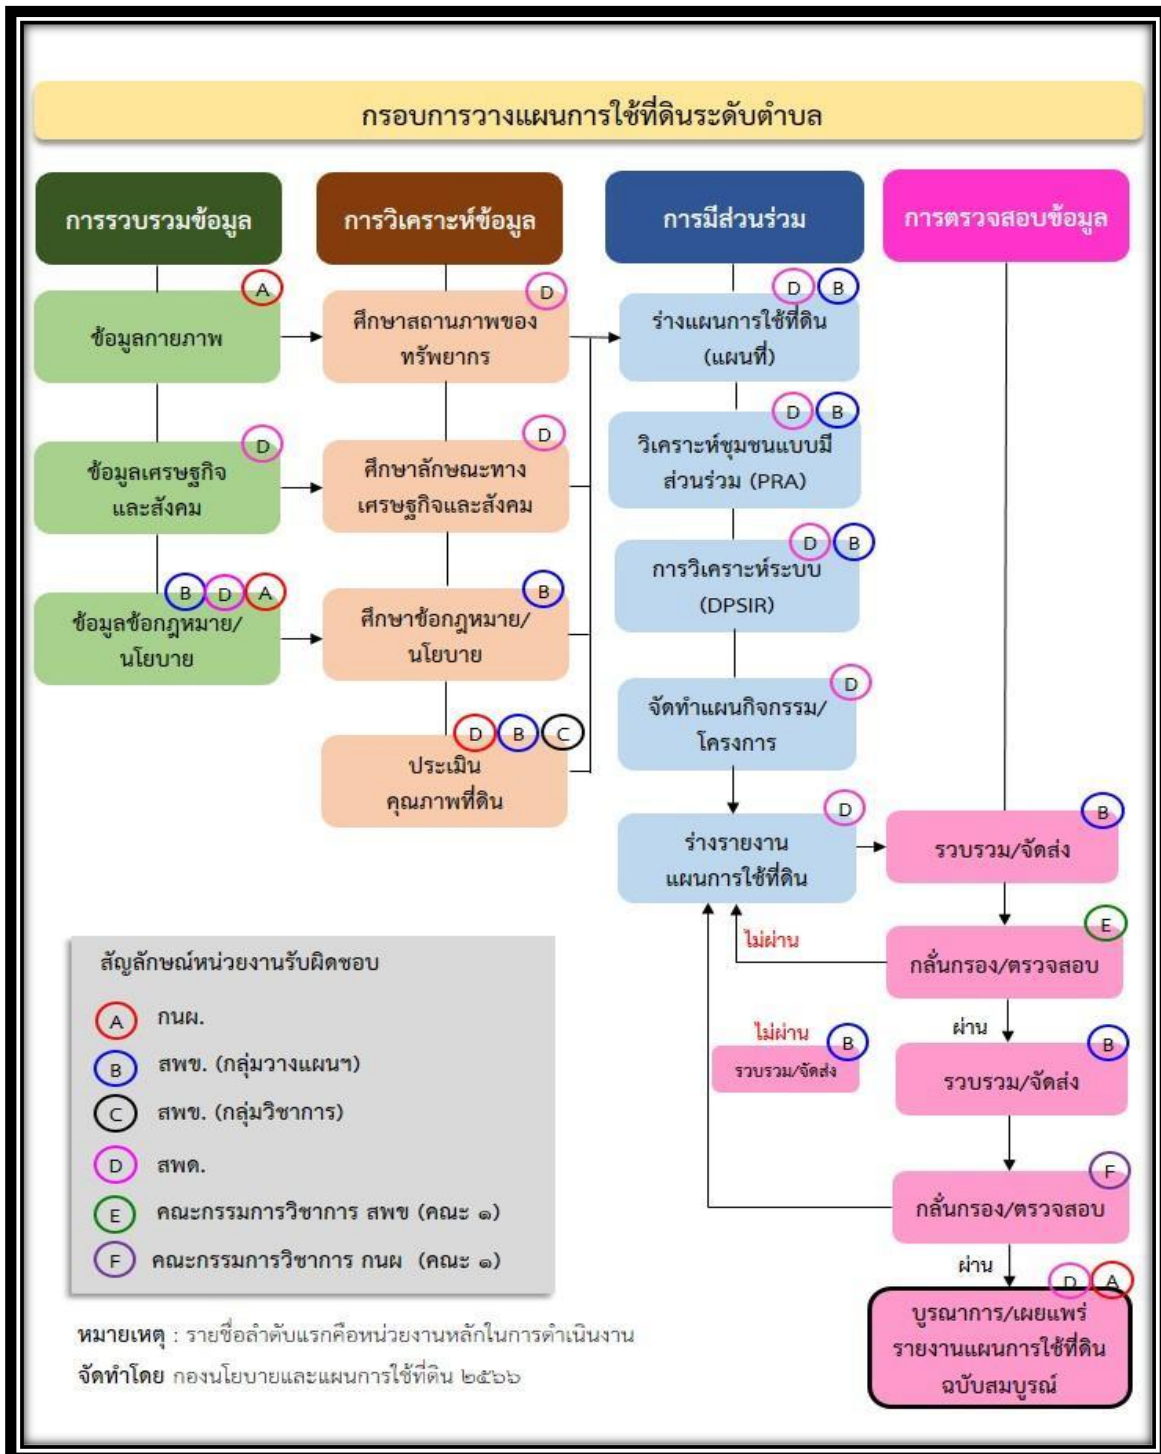 กรอบการวางแผนการใช้ที่ดินระดับตำบล
การรวบรวมข้อมูล
A
ข้อมูลกายภาพ
D
ข้อมูลเศรษฐกิจ
และสังคม
B D A
ข้อมูลข้อกฎหมาย/
นโยบาย
การวิเคราะห์ข้อมูล
D
ศึกษาสถานภาพของ
ทรัพยากร
D
ศึกษาลักษณะทาง
เศรษฐกิจและสังคม
B
ศึกษาข้อกฎหมาย/
นโยบาย
D B C
ประเมิน
คุณภาพที่ดิน
การมีส่วนร่วม
D B
ร่างแผนการใช้ที่ดิน
(แผนที่)
D B
วิเคราะห์ชุมชนแบบมี
ส่วนร่วม (PRA)
D B
การวิเคราะห์ระบบ
(DPSIR)
D
จัดทำแผนกิจกรรม/
โครงการ
D
ร่างรายงาน
แผนการใช้ที่ดิน
การตรวจสอบข้อมูล
B
รวบรวม/จัดส่ง
E
กลั่นกรอง/ตรวจสอบ
ไม่ผ่าน
ผ่าน
B
รวบรวม/จัดส่ง
ไม่ผ่าน
B
รวบรวม/จัดส่ง
F
กลั่นกรอง/ตรวจสอบ
ผ่าน
D A
บูรณาการ/เผยแพร่
รายงานแผนการใช้ที่ดิน
ฉบับสมบูรณ์
สัญลักษณ์หน่วยงานรับผิดชอบ
A กนผ.
B สพข. (กลุ่มวางแผนฯ)
C สพข. (กลุ่มวิชาการ)
D สพด.
E คณะกรรมการวิชาการ สพข (คณะ ๑)
F คณะกรรมการวิชาการ กนผ (คณะ ๑)
หมายเหตุ : รายชื่อลำดับแรกคือหน่วยงานหลักในการดำเนินงาน
จัดทำโดย กองนโยบายและแผนการใช้ที่ดิน ๒๕๖๖